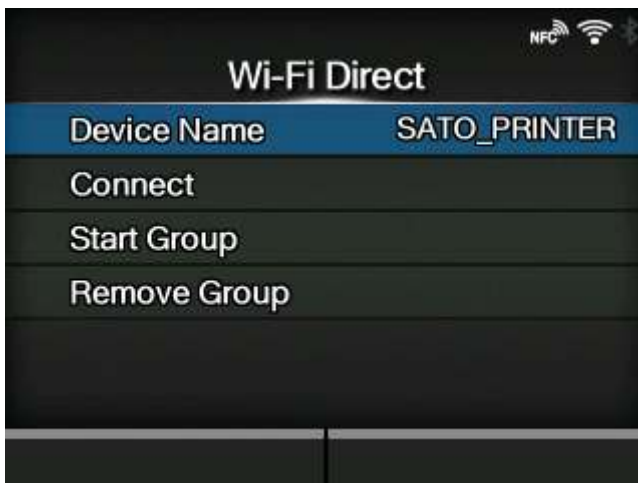 NFC
Wi-Fi Direct
Device Name SATO_PRINTER
Connect
Start Group
Remove Group